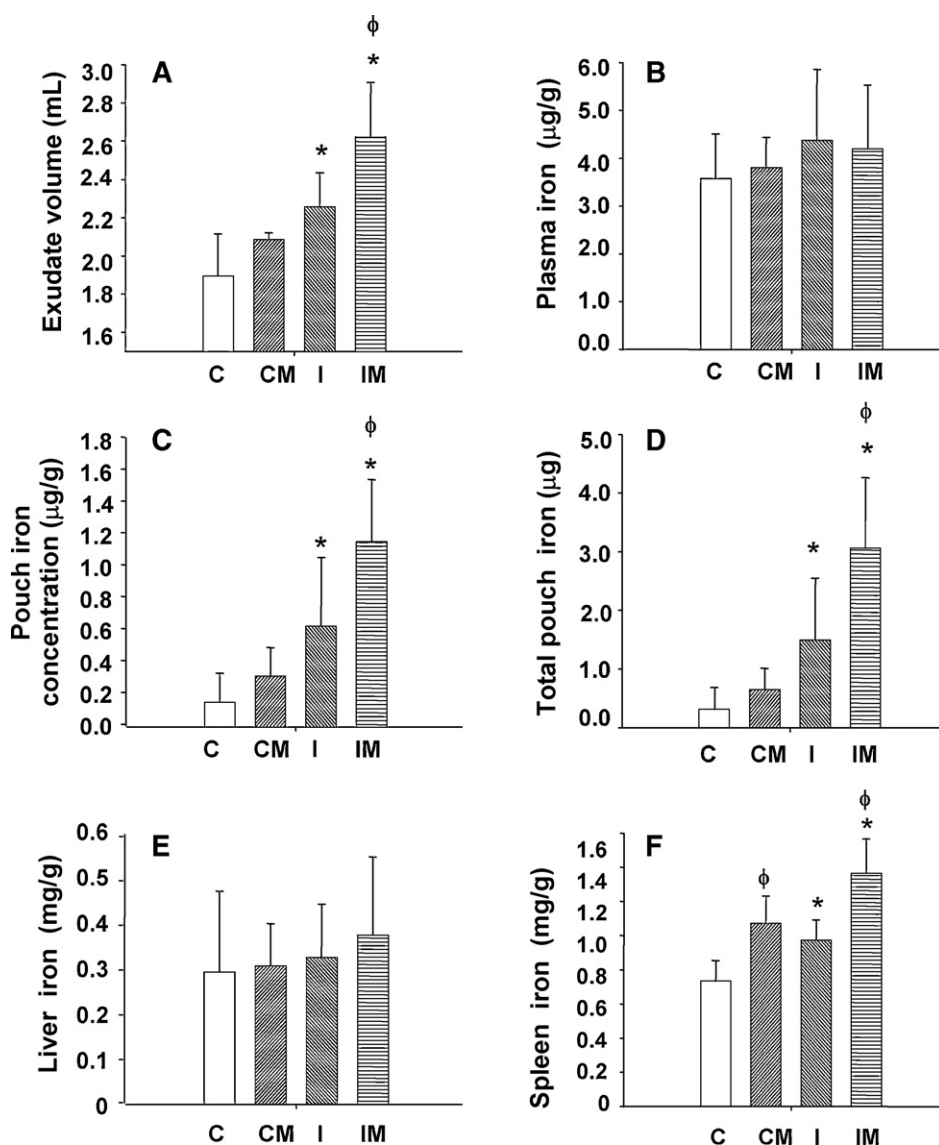 A
Exudate volume (mL)
3.0
2.8
2.6
2.4
2.2
2.0
1.8
1.6
*
ϕ
*
C CM I IM
B
Plasma iron (µg/g)
6.0
5.0
4.0
3.0
2.0
1.0
0.0
C CM I IM
C
Pouch iron
concentration (µg/g)
1.8
1.6
1.4
1.2
1.0
0.8
0.6
0.4
0.2
0.0
*
ϕ
*
C CM I IM
D
Total pouch iron (µg)
5.0
4.0
3.0
2.0
1.0
0.0
*
ϕ
*
C CM I IM
E
Liver iron (mg/g)
0.6
0.5
0.4
0.3
0.2
0.1
0
C CM I IM
F
Spleen iron (mg/g)
1.6
1.4
1.2
1.0
0.8
0.6
0.4
0.2
0
ϕ
*
ϕ
*
C CM I IM